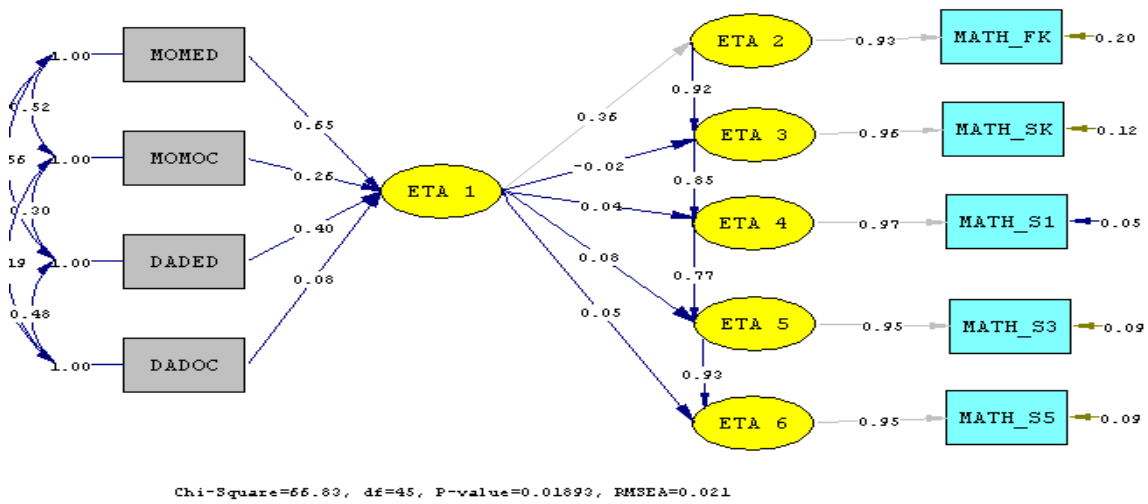 1.00 MOMED
0.52
0.65
56 1.00 MOMOC
0.25
0.30
19 1.00 DADED
0.40
0.48
1.00 DADOC
0.08
ETA 1
0.36
-0.02
0.04
0.08
0.05
ETA 2 0.93 MATH_FK 0.20
0.92
ETA 3 0.96 MATH_SK 0.12
0.85
ETA 4 0.97 MATH_S1 0.05
0.77
ETA 5 0.95 MATH_S3 0.09
0.93
ETA 6 0.95 MATH_S5 0.09
Chi-Square=66.83, df=45, P-value=0.01893, RMSEA=0.021